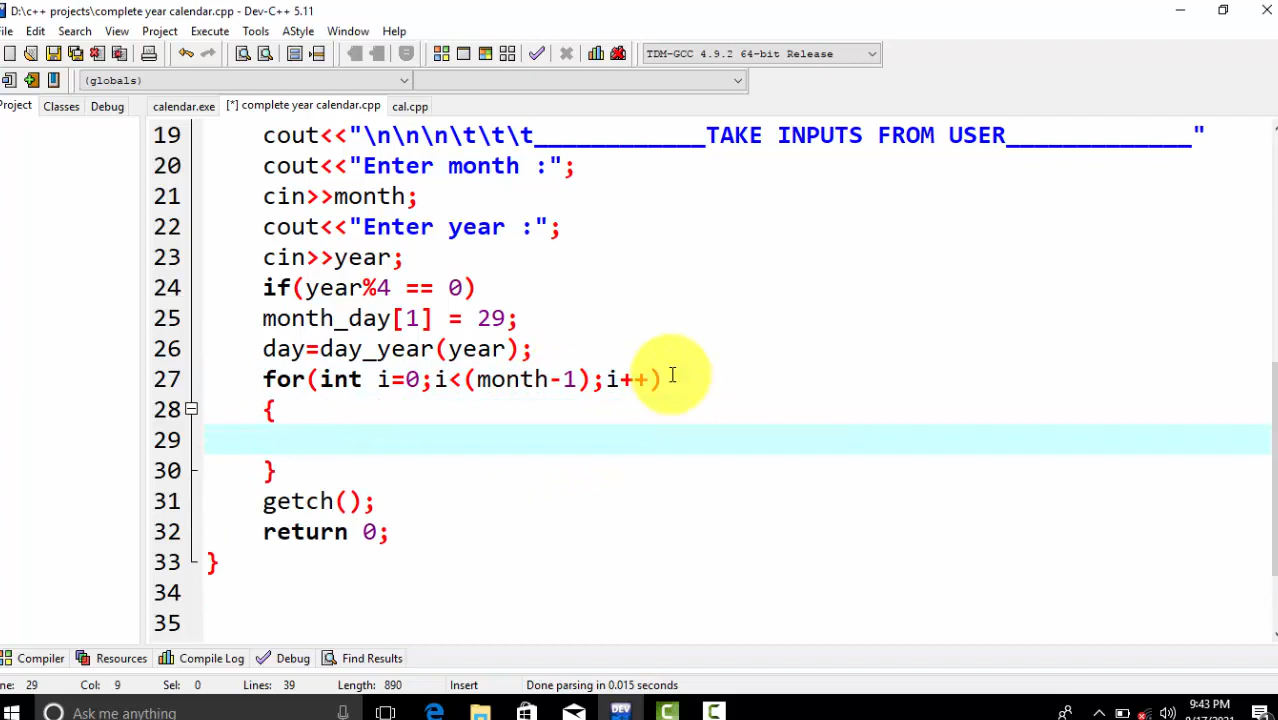 D:\c++ projects\complete year calendar.cpp - Dev-C++ 5.11
File Edit Search View Project Execute Tools AStyle Window Help
TDM-GCC 4.9.2 64-bit Release
(globals)
Project Classes Debug calendar.exe [*] complete year calendar.cpp cal.cpp
19 cout<<"\n\n\n\t\t\t____________TAKE INPUTS FROM USER_____________"
20 cout<<"Enter month :";
21 cin>>month;
22 cout<<"Enter year :";
23 cin>>year;
24 if(year%4 == 0)
25 month_day[1] = 29;
26 day=day_year(year);
27 for(int i=0;i<(month-1);i++)
28 {
29
30 }
31 getch();
32 return 0;
33 }
34
35
Compiler Resources Compile Log Debug Find Results
ne: 29 Col: 9 Sel: 0 Lines: 39 Length: 890 Insert Done parsing in 0.015 seconds
Ask me anything DEV 9:43 PM